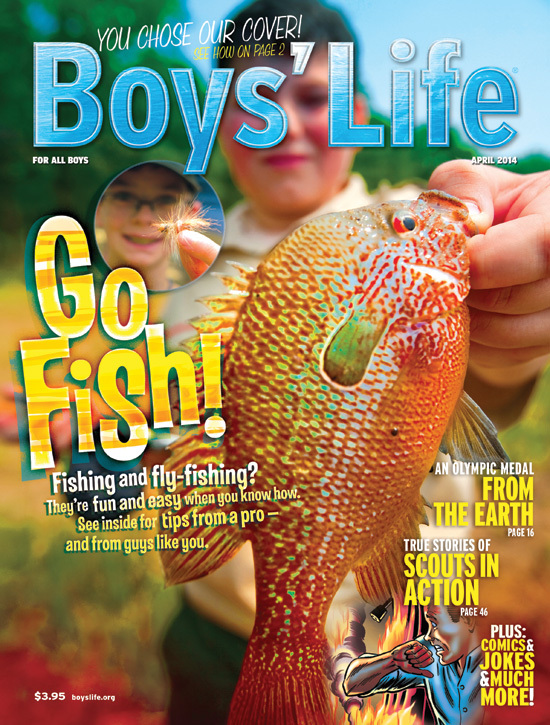 YOU CHOSE OUR COVER!
SEE HOW ON PAGE 2
Boys' Life
FOR ALL BOYS
APRIL 2014
Go
Fish!
Fishing and fly-fishing?
They're fun and easy when you know how.
See inside for tips from a pro –
and from guys like you.
AN OLYMPIC MEDAL
FROM
THE EARTH
PAGE 16
TRUE STORIES OF
SCOUTS IN
ACTION
PAGE 46
PLUS:
COMICS &
JOKES
& MUCH
MORE!
$3.95 boyslife.org